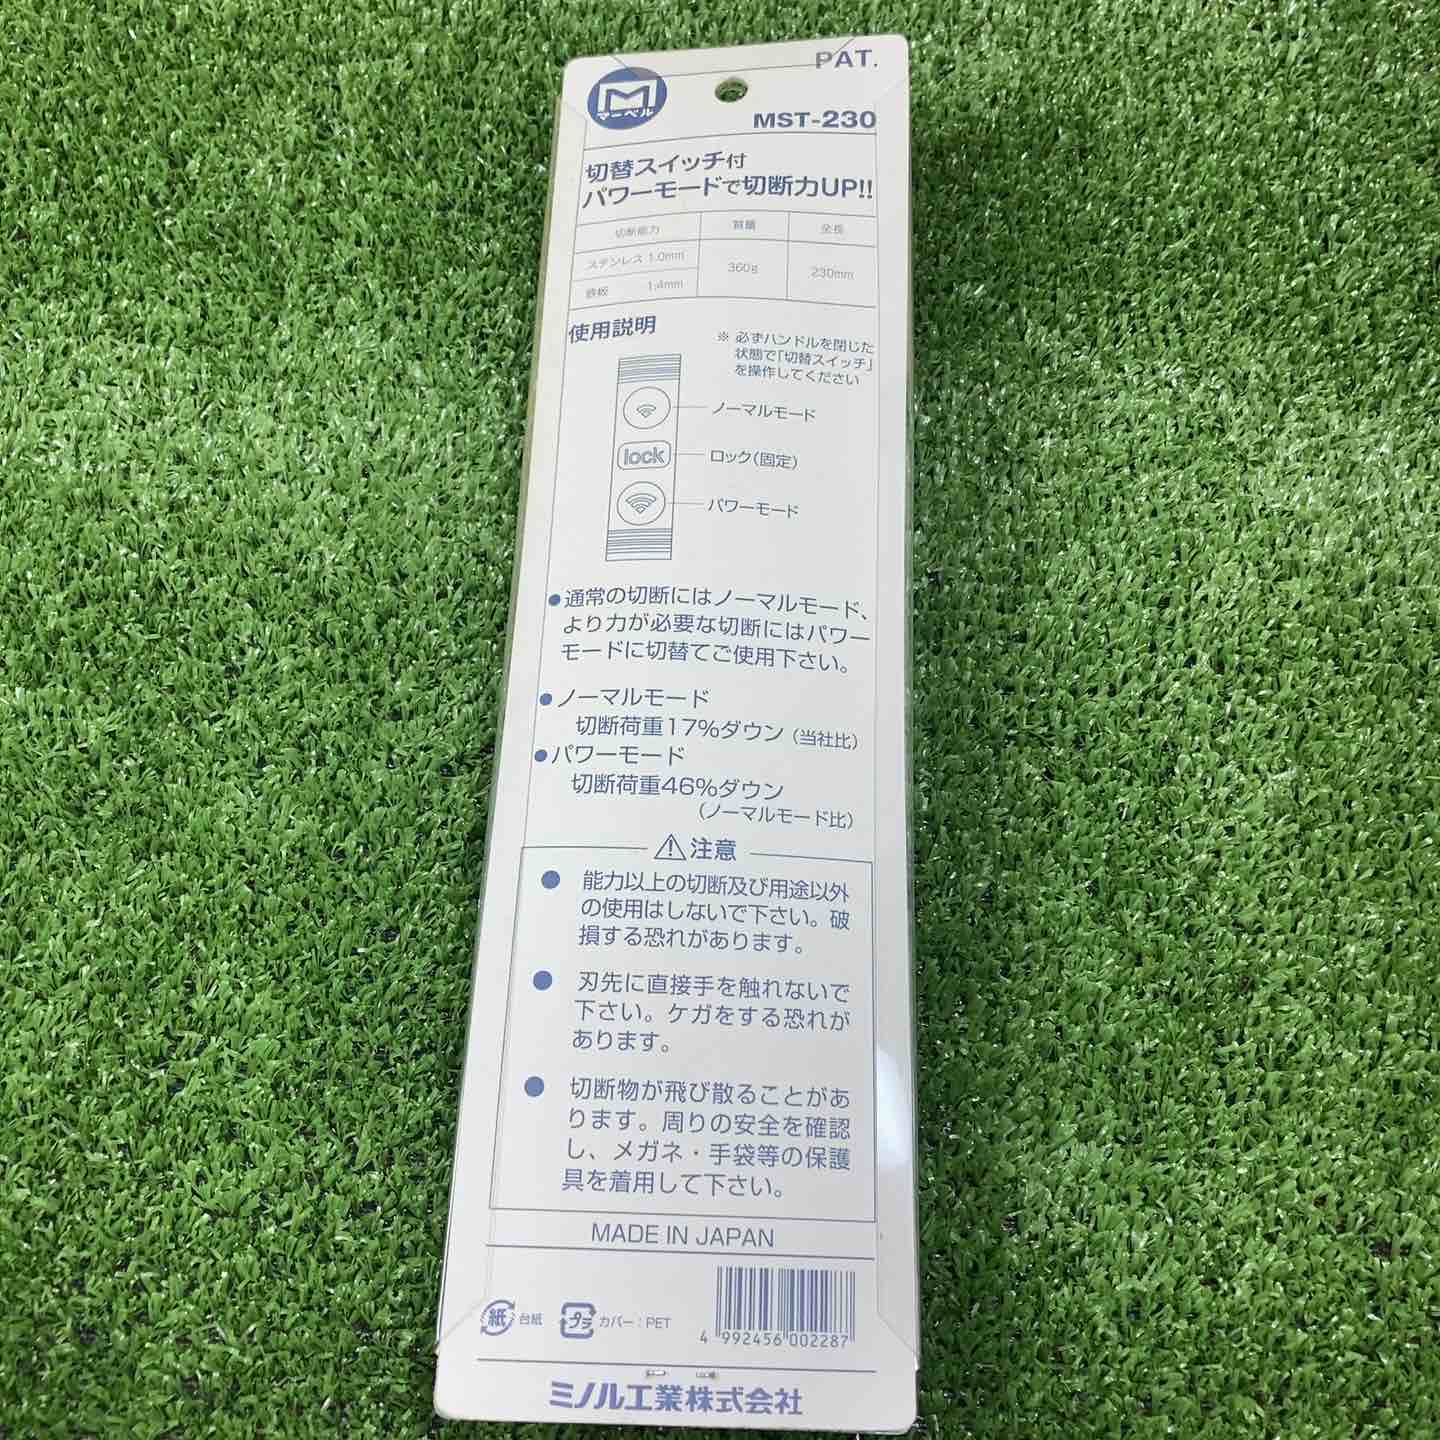 PAT.
M
マーベル
MST-230
切替スイッチ付
パワーモードで切断力UP!!
切断能力 質量 全長
ステンレス 1.0mm
360g 230mm
鉄板 1.4mm
使用説明
※ 必ずハンドルを閉じた
状態で「切替スイッチ」
を操作してください
ノーマルモード
lock ロック(固定)
パワーモード
●通常の切断にはノーマルモード、
より力が必要な切断にはパワー
モードに切替てご使用下さい。
●ノーマルモード
切断荷重17%ダウン(当社比)
●パワーモード
切断荷重46%ダウン
(ノーマルモード比)
注意
● 能力以上の切断及び用途以外
の使用はしないで下さい。破
損する恐れがあります。
● 刃先に直接手を触れないで
下さい。ケガをする恐れが
あります。
● 切断物が飛び散ることがあ
ります。周りの安全を確認
し、メガネ・手袋等の保護
具を着用して下さい。
MADE IN JAPAN
紙 台紙 プラ カバー:PET
4 992456 002287
ミノル工業株式会社